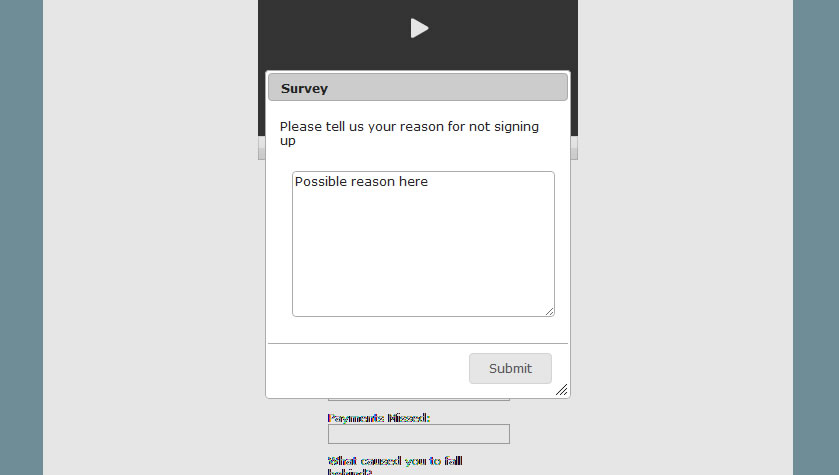 Survey
Please tell us your reason for not signing
up
Possible reason here
Submit
Payments Missed:
What caused you to fall
behind?